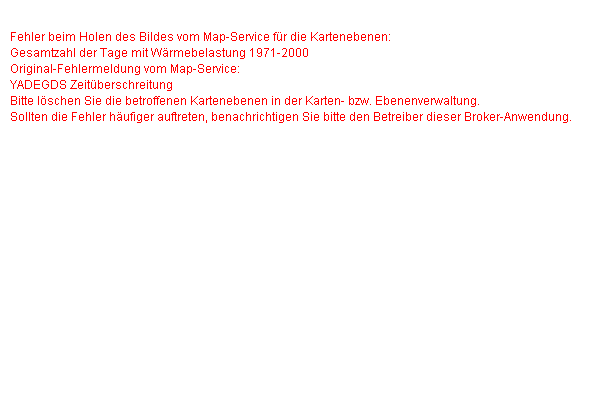 Fehler beim Holen des Bildes vom Map-Service für die Kartenebenen:
Gesamtzahl der Tage mit Wärmebelastung 1971-2000
Original-Fehlermeldung vom Map-Service:
YADEGDS Zeitüberschreitung
Bitte löschen Sie die betroffenen Kartenebenen in der Karten- bzw. Ebenenverwaltung.
Sollten die Fehler häufiger auftreten, benachrichtigen Sie bitte den Betreiber dieser Broker-Anwendung.